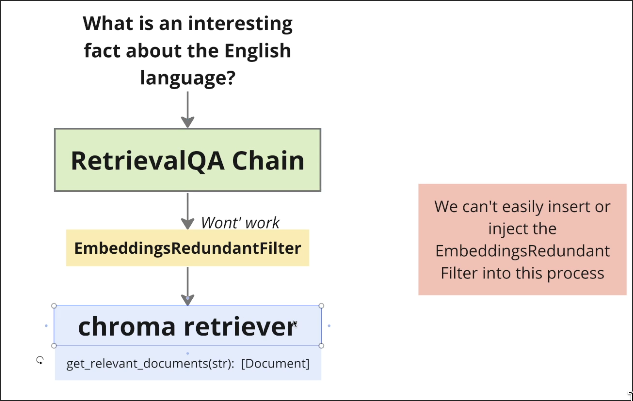 What is an interesting
fact about the English
language?
RetrievalQA Chain
Wont' work
EmbeddingsRedundantFilter
chroma retriever
get_relevant_documents(str): [Document]
We can't easily insert or
inject the
EmbeddingsRedundant
Filter into this process